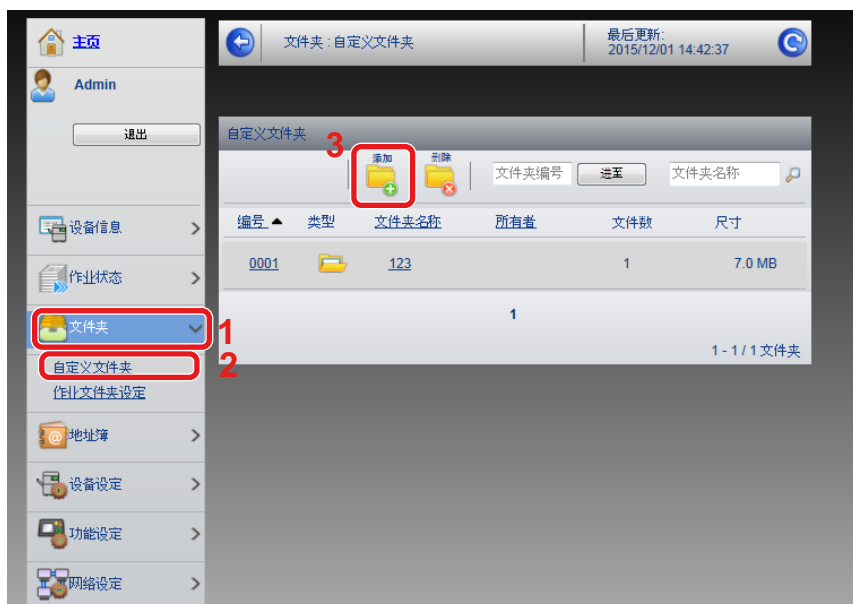 主页
Admin
退出
设备信息
作业状态
文件夹
1
自定义文件夹
2
作业文件夹设定
地址簿
设备设定
功能设定
网络设定
文件夹 : 自定义文件夹
最后更新:
2015/12/01 14:42:37
自定义文件夹
3
添加 删除
文件夹编号 进至 文件夹名称
编号 类型 文件夹名称 所有者 文件数 尺寸
0001 123 1 7.0 MB
1
1 - 1 / 1 文件夹